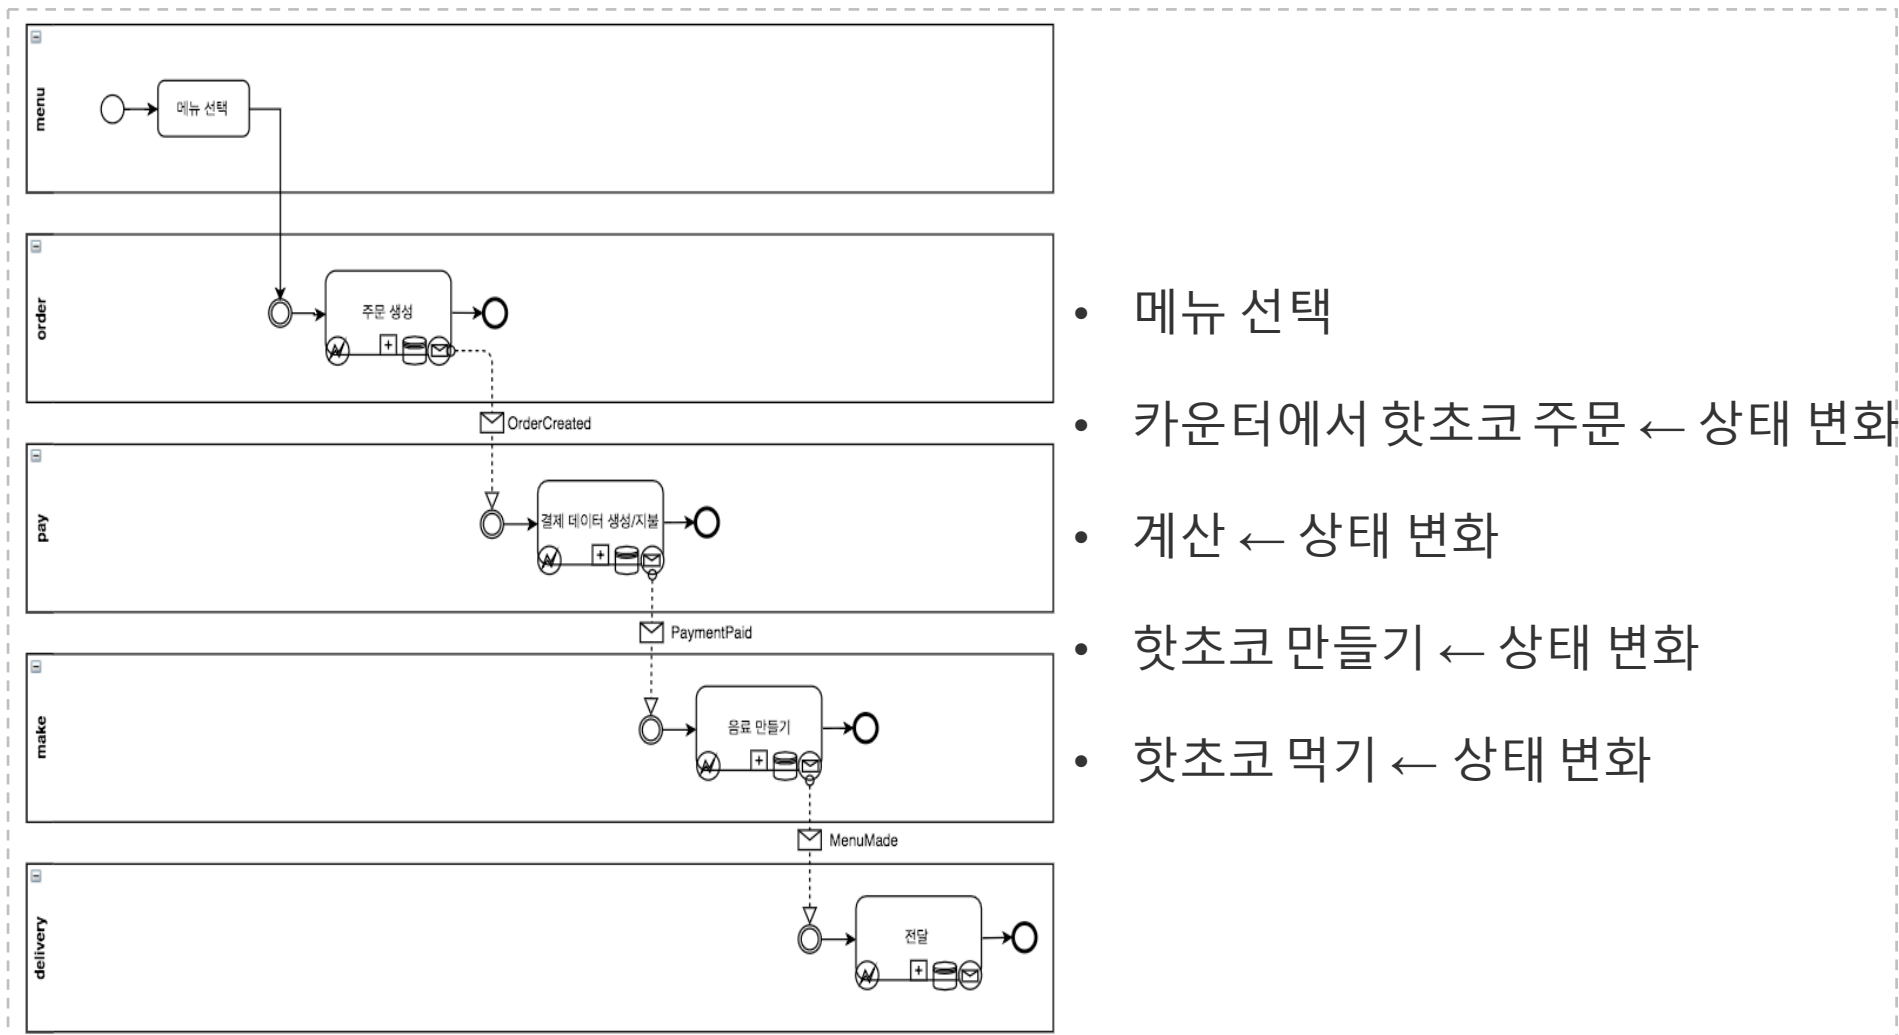 menu
메뉴 선택
order
주문 생성
OrderCreated
pay
결제 데이터 생성/지불
PaymentPaid
make
음료 만들기
MenuMade
delivery
전달
• 메뉴 선택
• 카운터에서 핫초코 주문 ← 상태 변화
• 계산 ← 상태 변화
• 핫초코 만들기 ← 상태 변화
• 핫초코 먹기 ← 상태 변화